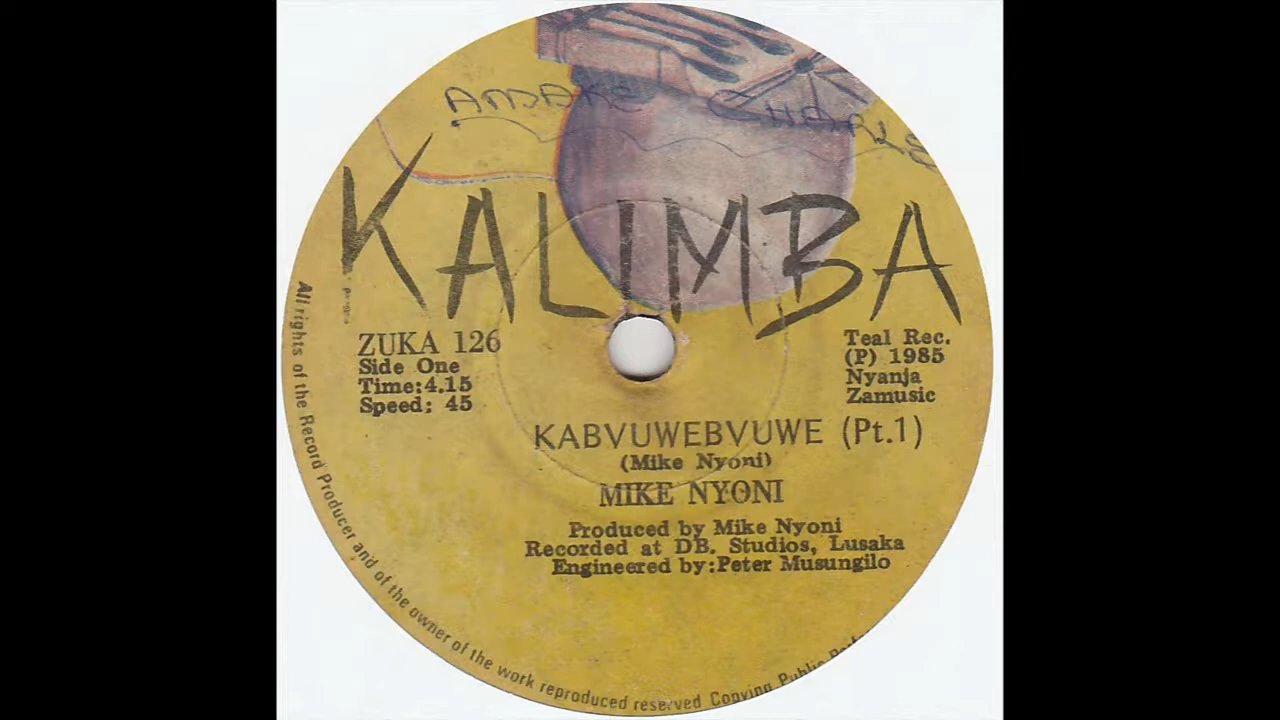 KALIMBA
ZUKA 126
Side One
Time:4.15
Speed: 45
Teal Rec.
(P) 1985
Nyanja
Zamusic
KABVUWEBVUWE (Pt.1)
(Mike Nyoni)
MIKE NYONI
Produced by Mike Nyoni
Recorded at DB. Studios, Lusaka
Engineered by:Peter Musungilo
All rights of the Record Producer and of the owner of the work reproduced reserved Copying Public